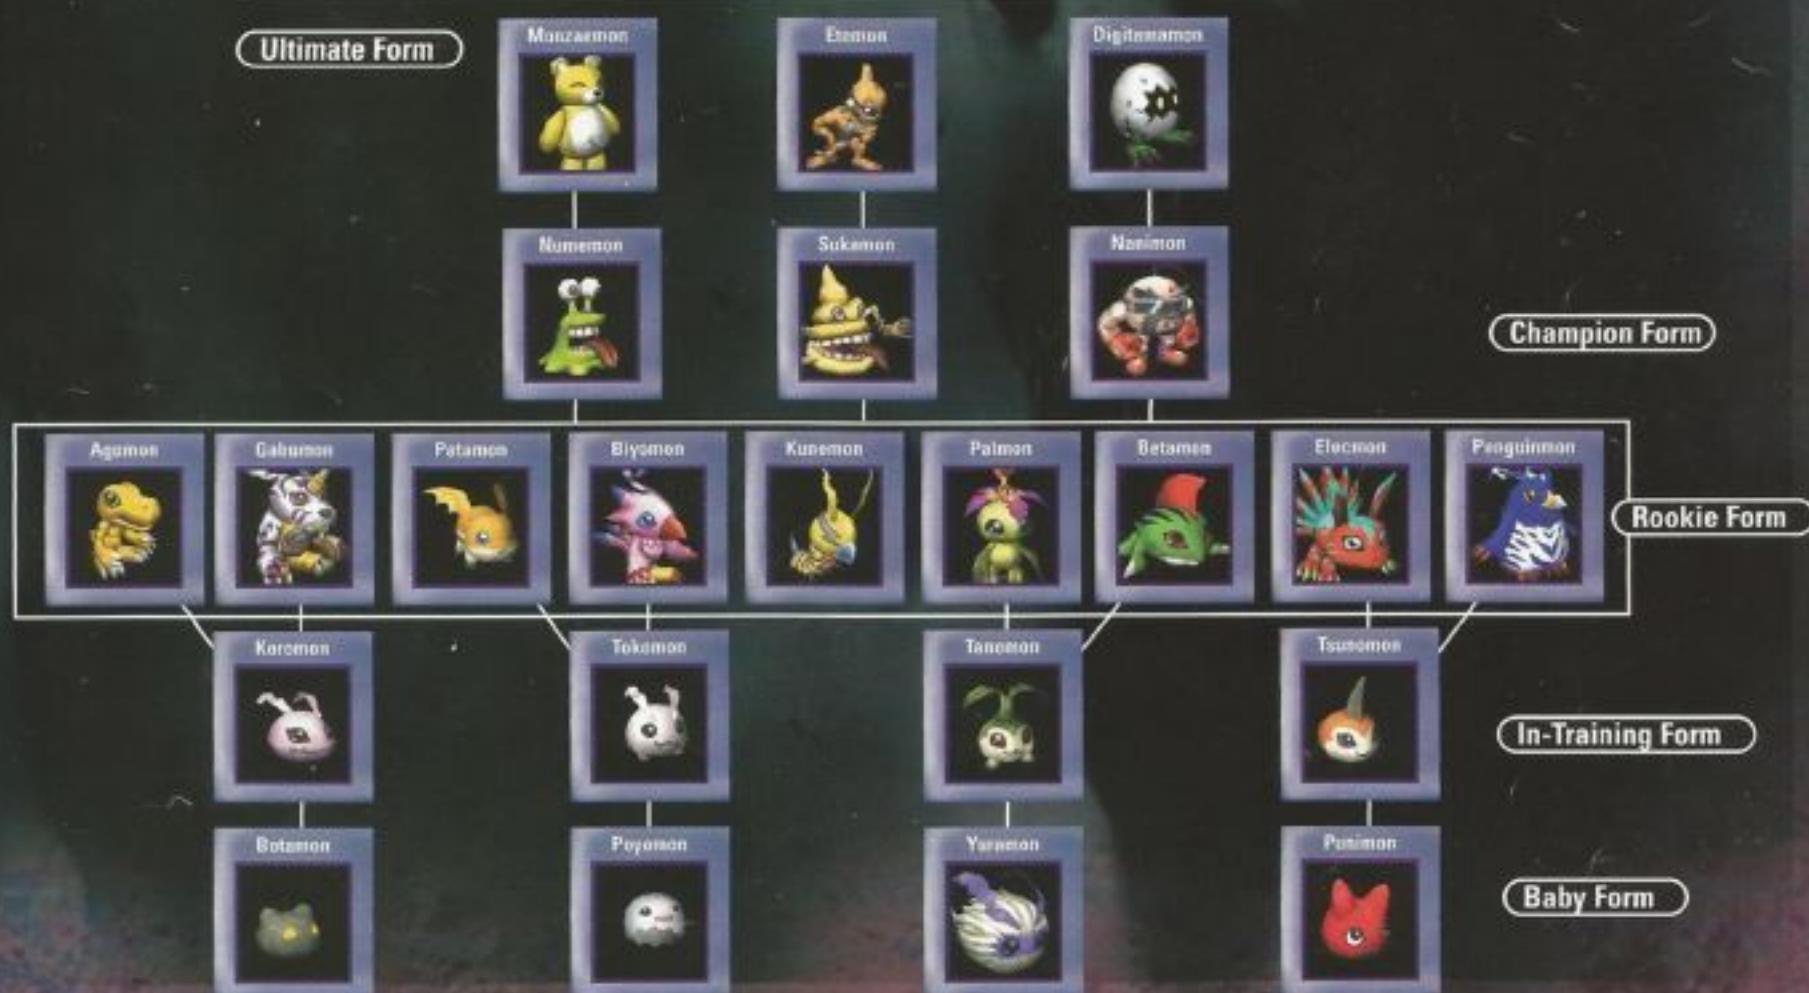 Ultimate Form
Monzaemon
Etemon
Digitamamon
Numemon
Sukamon
Nanimon
Champion Form
Agumon
Gabumon
Patamon
Biyomon
Kunemon
Palmon
Betamon
Elecmon
Penguinmon
Rookie Form
Koromon
Tokomon
Tanemon
Tsunomon
In-Training Form
Botamon
Poyomon
Yuramon
Punimon
Baby Form